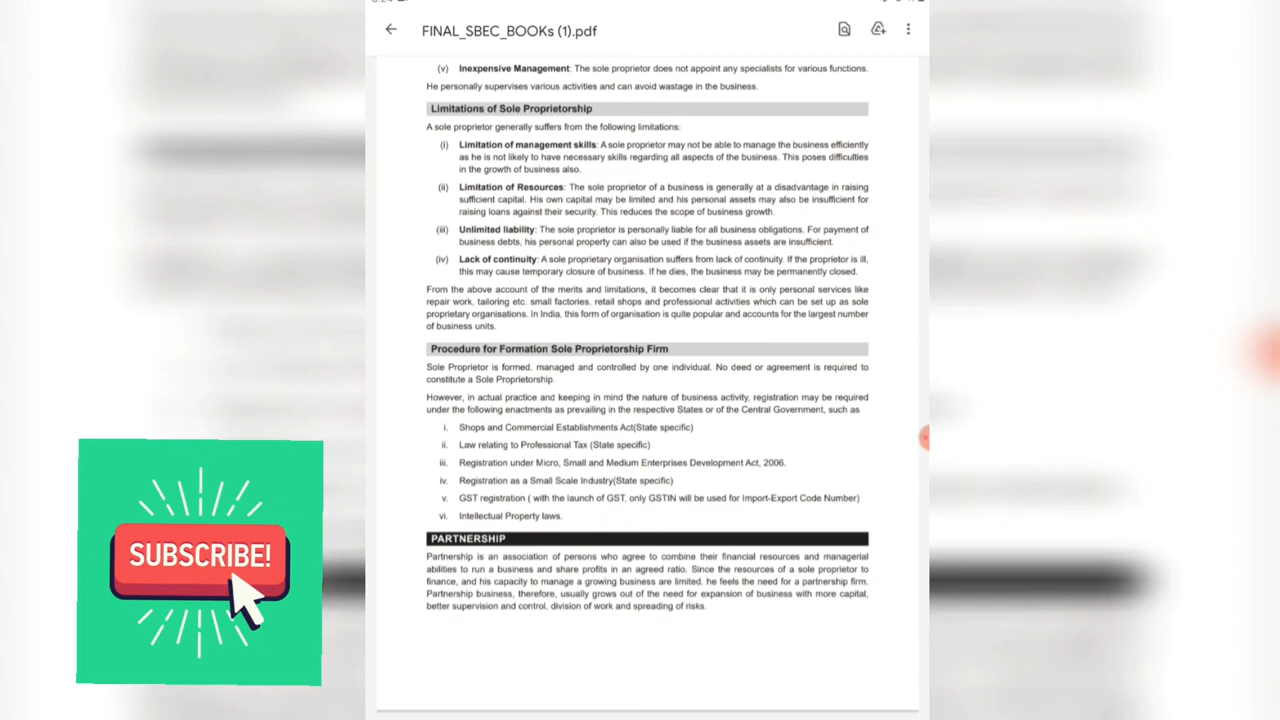 FINAL_SBEC_BOOKs (1).pdf
(v) Inexpensive Management: The sole proprietor does not appoint any specialists for various functions.
He personally supervises various activities and can avoid wastage in the business.
Limitations of Sole Proprietorship
A sole proprietor generally suffers from the following limitations:
(i) Limitation of management skills: A sole proprietor may not be able to manage the business efficiently
as he is not likely to have necessary skills regarding all aspects of the business. This poses difficulties
in the growth of business also.
(ii) Limitation of Resources: The sole proprietor of a business is generally at a disadvantage in raising
sufficient capital. His own capital may be limited and his personal assets may also be insufficient for
raising loans against their security. This reduces the scope of business growth.
(iii) Unlimited liability: The sole proprietor is personally liable for all business obligations. For payment of
business debts, his personal property can also be used if the business assets are insufficient.
(iv) Lack of continuity: A sole proprietary organisation suffers from lack of continuity. If the proprietor is ill,
this may cause temporary closure of business. If he dies, the business may be permanently closed.
From the above account of the merits and limitations, it becomes clear that it is only personal services like
repair work, tailoring etc. small factories, retail shops and professional activities which can be set up as sole
proprietary organisations. In India, this form of organisation is quite popular and accounts for the largest number
of business units.
Procedure for Formation Sole Proprietorship Firm
Sole Proprietor is formed, managed and controlled by one individual. No deed or agreement is required to
constitute a Sole Proprietorship.
However, in actual practice and keeping in mind the nature of business activity, registration may be required
under the following enactments as prevailing in the respective States or of the Central Government, such as
i. Shops and Commercial Establishments Act(State specific)
ii. Law relating to Professional Tax (State specific)
iii. Registration under Micro, Small and Medium Enterprises Development Act, 2006.
iv. Registration as a Small Scale Industry(State specific)
v. GST registration ( with the launch of GST, only GSTIN will be used for Import-Export Code Number)
vi. Intellectual Property laws.
PARTNERSHIP
Partnership is an association of persons who agree to combine their financial resources and managerial
abilities to run a business and share profits in an agreed ratio. Since the resources of a sole proprietor to
finance, and his capacity to manage a growing business are limited, he feels the need for a partnership firm.
Partnership business, therefore, usually grows out of the need for expansion of business with more capital,
better supervision and control, division of work and spreading of risks.
SUBSCRIBE!